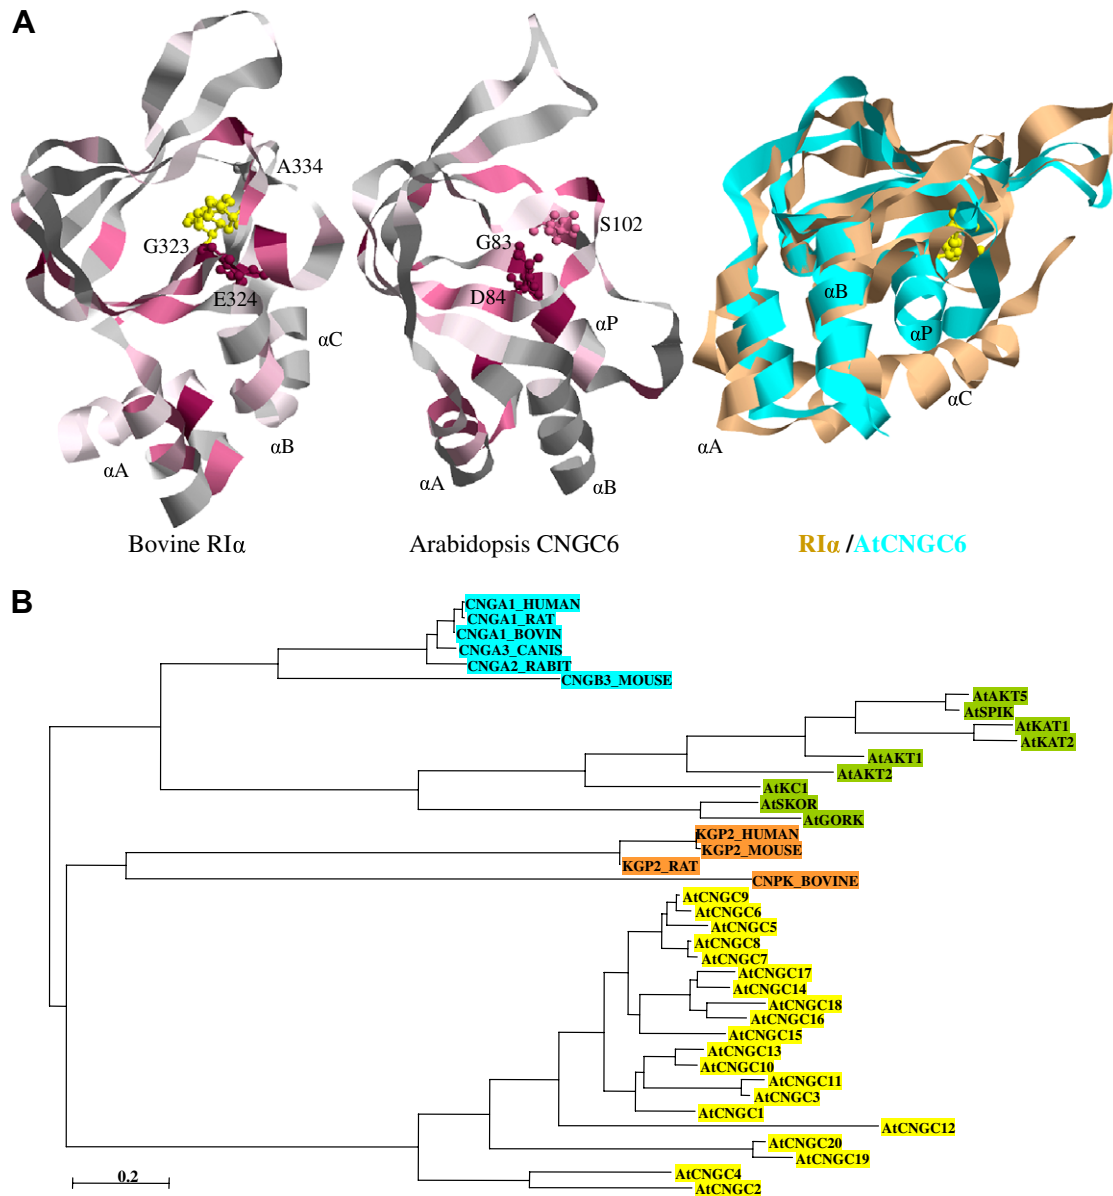 A
A334
G323
E324
αC
αB
αA
Bovine RIα
S102
G83
D84
αP
αA
αB
Arabidopsis CNGC6
αB
αP
αC
αA
RIα /AtCNGC6
B
CNGA1_HUMAN
CNGA1_RAT
CNGA1_BOVIN
CNGA3_CANIS
CNGA2_RABIT
CNGB3_MOUSE
AtAKT5
AtSPIK
AtKAT1
AtKAT2
AtAKT1
AtAKT2
AtKC1
AtSKOR
AtGORK
KGP2_HUMAN
KGP2_MOUSE
KGP2_RAT
CNPK_BOVINE
AtCNGC9
AtCNGC6
AtCNGC5
AtCNGC8
AtCNGC7
AtCNGC17
AtCNGC14
AtCNGC18
AtCNGC16
AtCNGC15
AtCNGC13
AtCNGC10
AtCNGC11
AtCNGC3
AtCNGC1
AtCNGC12
AtCNGC20
AtCNGC19
AtCNGC4
AtCNGC2
0.2